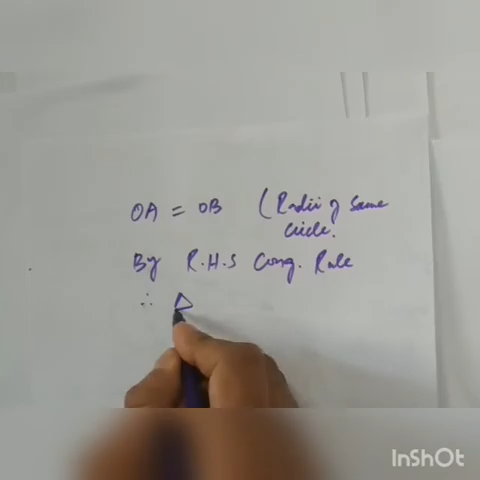 OA = OB (Radii of same
circle.
By R.H.S Cong. Rule
∴ Δ
InShOt